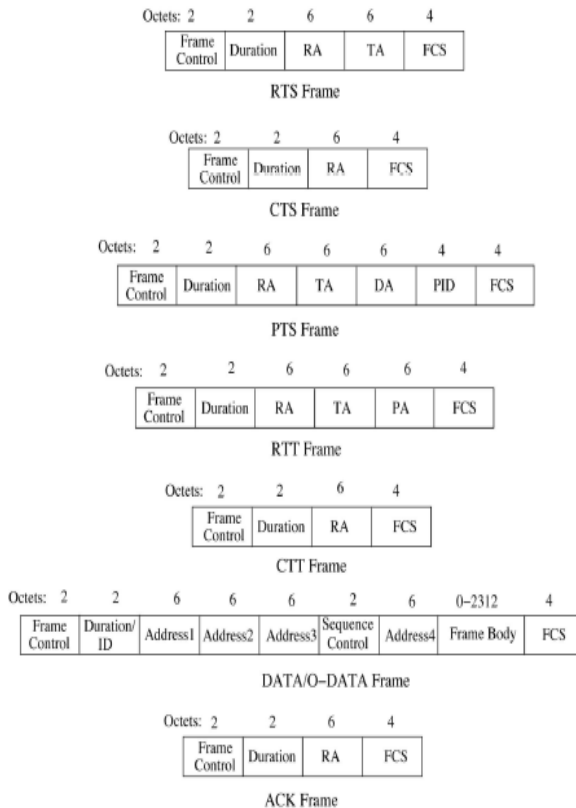 Octets: 2 2 6 6 4
Frame Control Duration RA TA FCS
RTS Frame
Octets: 2 2 6 4
Frame Control Duration RA FCS
CTS Frame
Octets: 2 2 6 6 6 4 4
Frame Control Duration RA TA DA PID FCS
PTS Frame
Octets: 2 2 6 6 6 4
Frame Control Duration RA TA PA FCS
RTT Frame
Octets: 2 2 6 4
Frame Control Duration RA FCS
CTT Frame
Octets: 2 2 6 6 6 2 6 0-2312 4
Frame Control Duration/ ID Address1 Address2 Address3 Sequence Control Address4 Frame Body FCS
DATA/O-DATA Frame
Octets: 2 2 6 4
Frame Control Duration RA FCS
ACK Frame